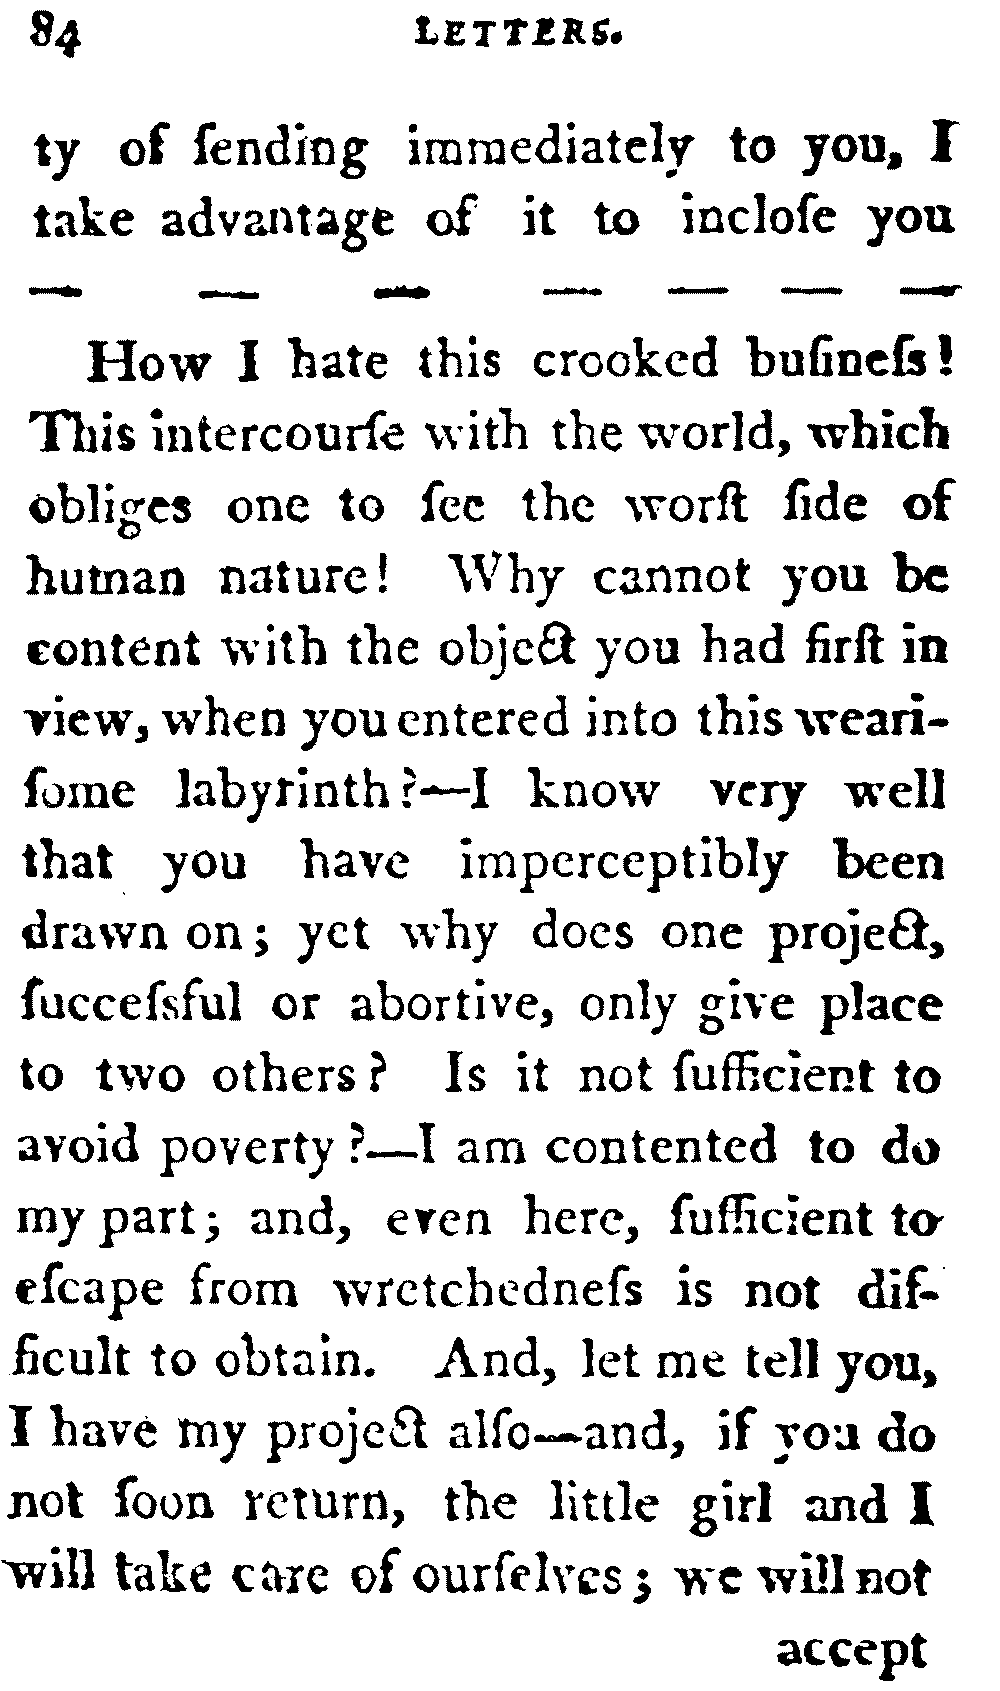 84 LETTERS.
ty of ſending immediately to you, I
take advantage of it to incloſe you
— — — — — — —
How I hate this crooked buſineſs!
This intercourſe with the world, which
obliges one to ſee the worſt ſide of
human nature! Why cannot you be
content with the object you had firſt in
view, when you entered into this weari-
ſome labyrinth?—I know very well
that you have imperceptibly been
drawn on; yet why does one project,
ſucceſsful or abortive, only give place
to two others? Is it not ſufficient to
avoid poverty?—I am contented to do
my part; and, even here, ſufficient to
eſcape from wretchedneſs is not dif-
ficult to obtain. And, let me tell you,
I have my project alſo—and, if you do
not ſoon return, the little girl and I
will take care of ourſelves; we will not
accept